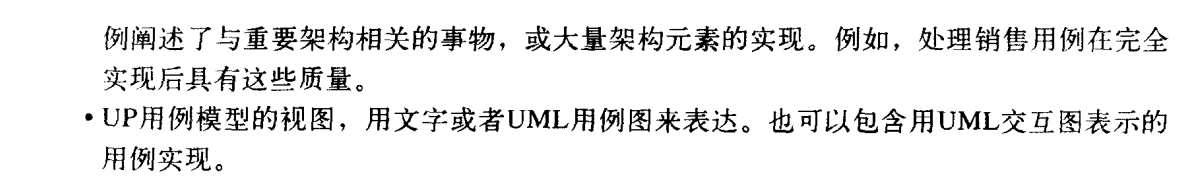 例阐述了与重要架构相关的事物，或大量架构元素的实现。例如，处理销售用例在完全
实现后具有这些质量。
• UP用例模型的视图，用文字或者UML用例图来表达。也可以包含用UML交互图表示的
用例实现。